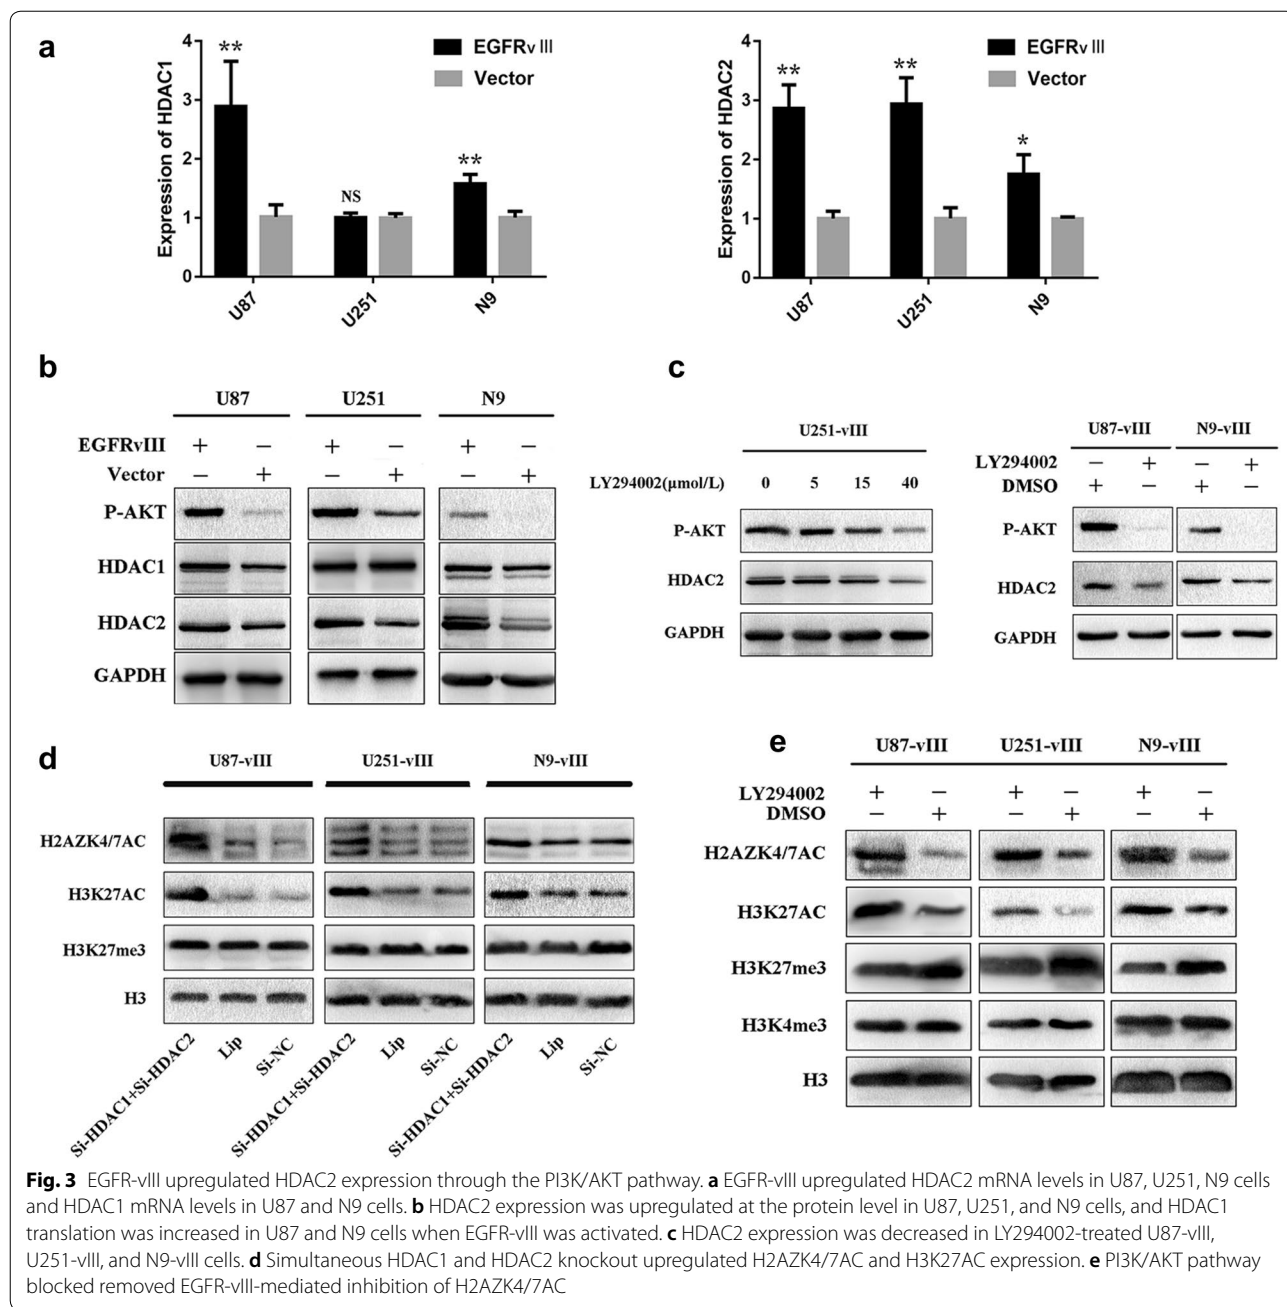 a
Expression of HDAC1
4
3
2
1
0
**
NS
**
EGFRvIII
Vector
U87
U251
N9
Expression of HDAC2
4
3
2
1
0
**
**
*
EGFRvIII
Vector
U87
U251
N9
b
U87 U251 N9
EGFRvIII + − + − + −
Vector − + − + − +
P-AKT
HDAC1
HDAC2
GAPDH
c
U251-vIII
LY294002(μmol/L) 0 5 15 40
P-AKT
HDAC2
GAPDH
U87-vIII N9-vIII
LY294002 − + − +
DMSO + − + −
P-AKT
HDAC2
GAPDH
d
U87-vIII U251-vIII N9-vIII
H2AZK4/7AC
H3K27AC
H3K27me3
H3
Si-HDAC1+Si-HDAC2 Lip Si-NC Si-HDAC1+Si-HDAC2 Lip Si-NC Si-HDAC1+Si-HDAC2 Lip Si-NC
e
U87-vIII U251-vIII N9-vIII
LY294002 + − + − + −
DMSO − + − + − +
H2AZK4/7AC
H3K27AC
H3K27me3
H3K4me3
H3
Fig. 3 EGFR-vIII upregulated HDAC2 expression through the PI3K/AKT pathway. a EGFR-vIII upregulated HDAC2 mRNA levels in U87, U251, N9 cells
and HDAC1 mRNA levels in U87 and N9 cells. b HDAC2 expression was upregulated at the protein level in U87, U251, and N9 cells, and HDAC1
translation was increased in U87 and N9 cells when EGFR-vIII was activated. c HDAC2 expression was decreased in LY294002-treated U87-vIII,
U251-vIII, and N9-vIII cells. d Simultaneous HDAC1 and HDAC2 knockout upregulated H2AZK4/7AC and H3K27AC expression. e PI3K/AKT pathway
blocked removed EGFR-vIII-mediated inhibition of H2AZK4/7AC